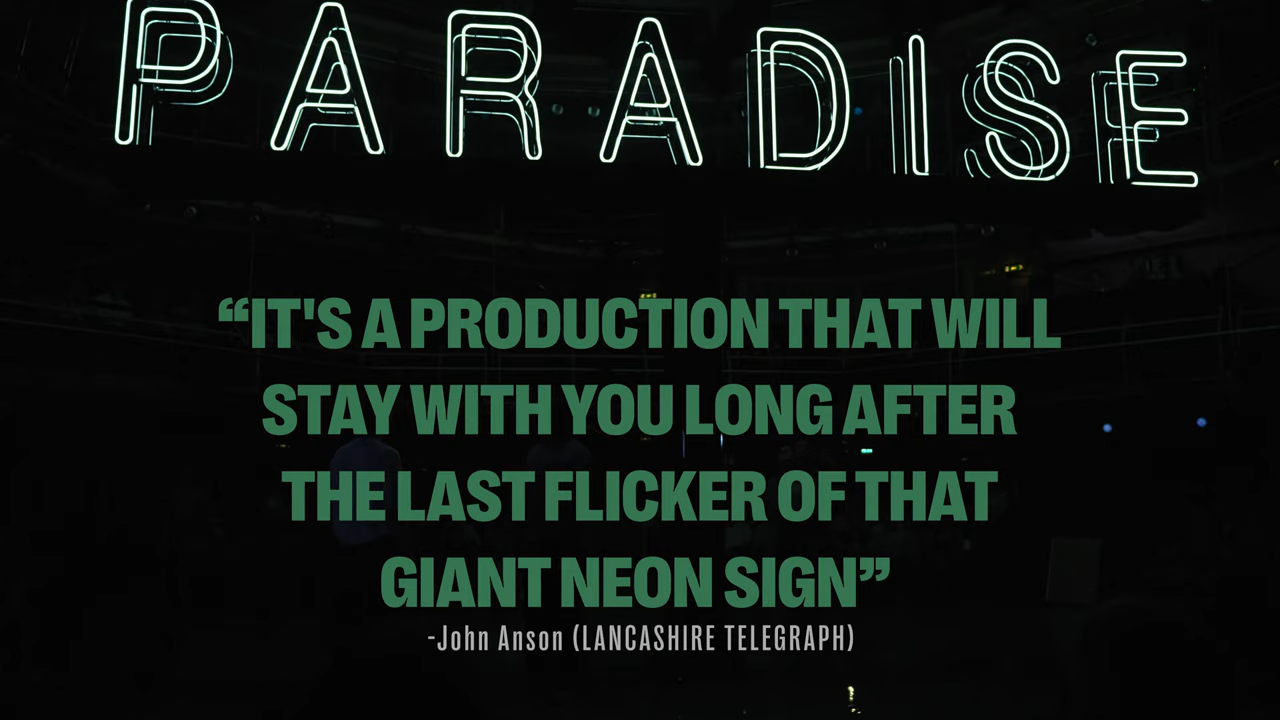 PARADISE
“IT'S A PRODUCTION THAT WILL
STAY WITH YOU LONG AFTER
THE LAST FLICKER OF THAT
GIANT NEON SIGN”
-John Anson (LANCASHIRE TELEGRAPH)